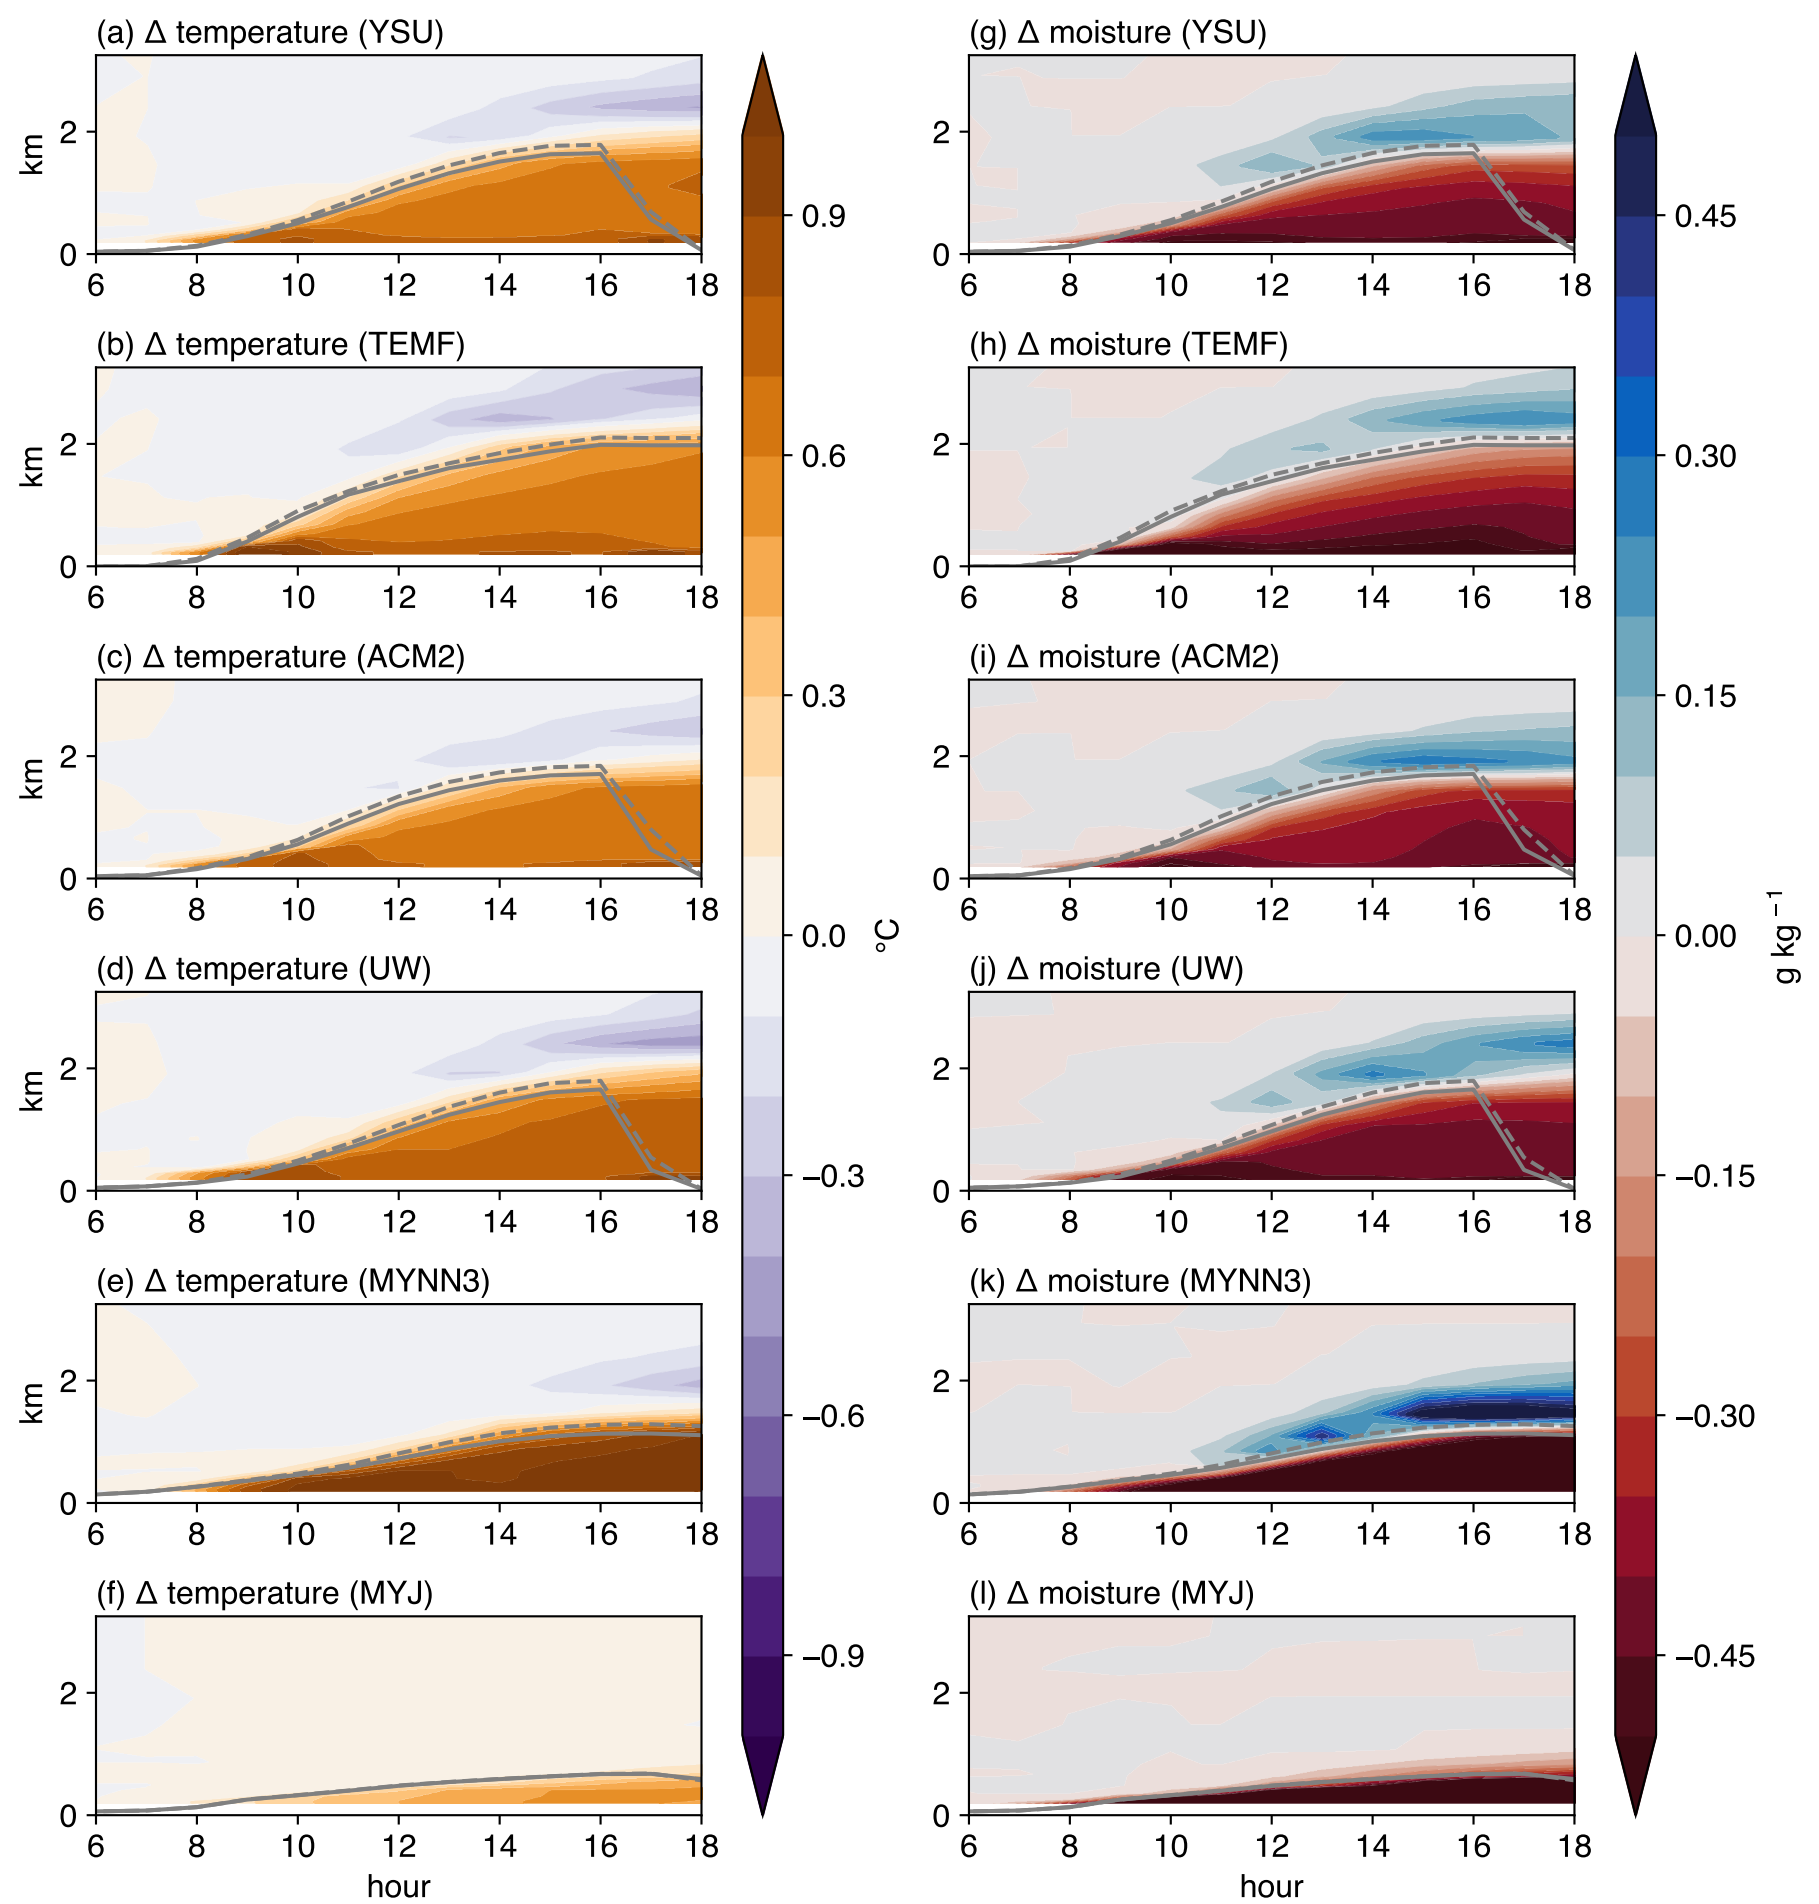 (a) Δ temperature (YSU)
km
2
0
6 8 10 12 14 16 18
(b) Δ temperature (TEMF)
km
2
0
6 8 10 12 14 16 18
(c) Δ temperature (ACM2)
km
2
0
6 8 10 12 14 16 18
(d) Δ temperature (UW)
km
2
0
6 8 10 12 14 16 18
(e) Δ temperature (MYNN3)
km
2
0
6 8 10 12 14 16 18
(f) Δ temperature (MYJ)
2
0
6 8 10 12 14 16 18
hour
0.9
0.6
0.3
0.0
−0.3
−0.6
−0.9
°C
(g) Δ moisture (YSU)
2
0
6 8 10 12 14 16 18
(h) Δ moisture (TEMF)
2
0
6 8 10 12 14 16 18
(i) Δ moisture (ACM2)
2
0
6 8 10 12 14 16 18
(j) Δ moisture (UW)
2
0
6 8 10 12 14 16 18
(k) Δ moisture (MYNN3)
2
0
6 8 10 12 14 16 18
(l) Δ moisture (MYJ)
2
0
6 8 10 12 14 16 18
hour
0.45
0.30
0.15
0.00
−0.15
−0.30
−0.45
g kg⁻¹